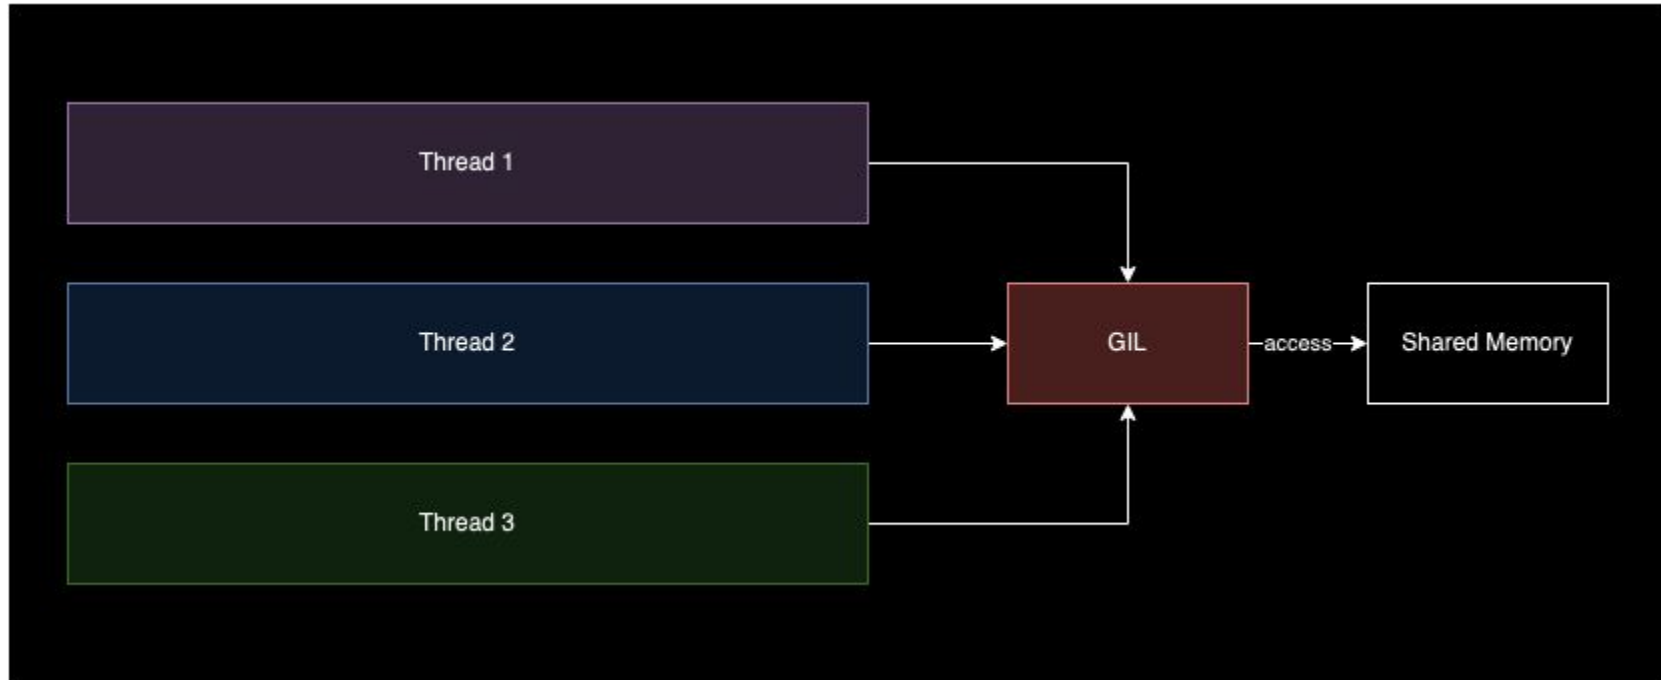 Thread 1
Thread 2
GIL
access
Shared Memory
Thread 3